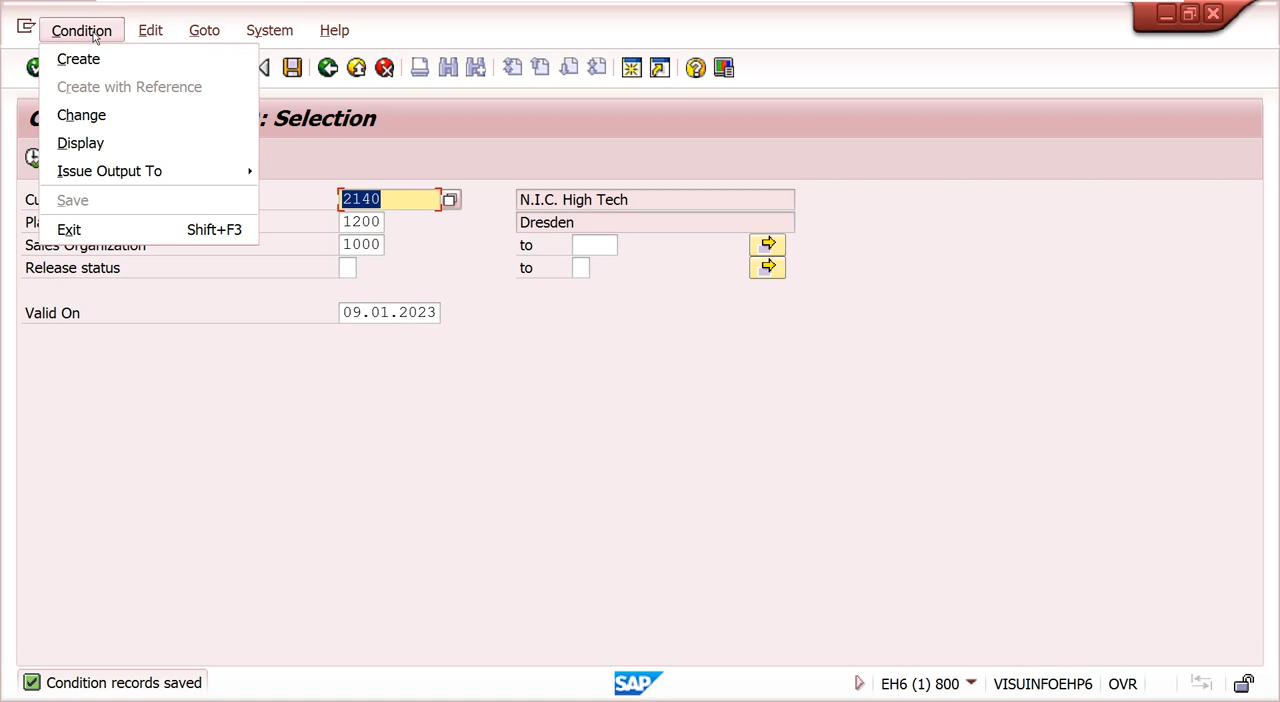 Condition Edit Goto System Help
Create
Create with Reference
Change
Display
Issue Output To
Save
Exit Shift+F3
: Selection
Cu 2140 N.I.C. High Tech
Pla 1200 Dresden
Sales Organization 1000 to
Release status to
Valid On 09.01.2023
Condition records saved SAP EH6 (1) 800 VISUINFOEHP6 OVR